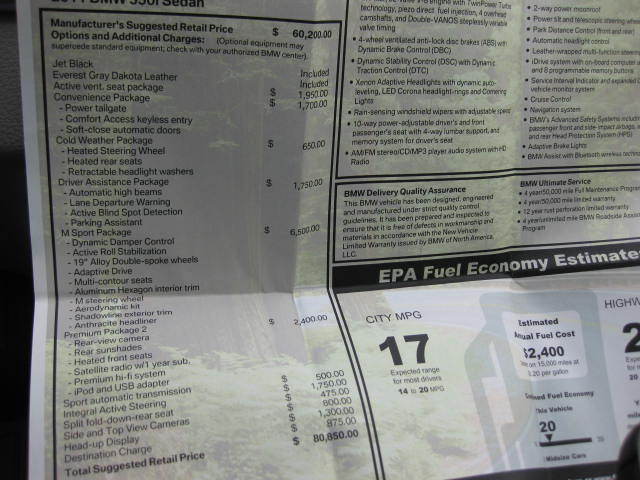 2011 BMW 550i Sedan
Manufacturer's Suggested Retail Price $ 60,200.00
Options and Additional Charges: (Optional equipment may
supercede standard equipment; check with your authorized BMW center).
Jet Black
Everest Gray Dakota Leather Included
Active vent. seat package Included
$ 1,950.00
Convenience Package $ 1,700.00
- Power tailgate
- Comfort Access keyless entry
- Soft-close automatic doors
Cold Weather Package $ 650.00
- Heated Steering Wheel
- Heated rear seats
- Retractable headlight washers
Driver Assistance Package $ 1,750.00
- Automatic high beams
- Lane Departure Warning
- Active Blind Spot Detection
- Parking Assistant
M Sport Package $ 6,500.00
- Dynamic Damper Control
- Active Roll Stabilization
- 19" Alloy Double-spoke wheels
- Adaptive Drive
- Multi-contour seats
- Aluminum Hexagon interior trim
- M steering wheel
- Aerodynamic kit
- Shadowline exterior trim
- Anthracite headliner
Premium Package 2 $ 2,400.00
- Rear-view camera
- Rear sunshades
- Heated front seats
- Satellite radio w/1 year sub.
- Premium hi-fi system
- iPod and USB adapter
Sport automatic transmission $ 500.00
Integral Active Steering $ 1,750.00
Split fold-down-rear seat $ 475.00
Side and Top View Cameras $ 800.00
Head-up Display $ 1,300.00
Destination Charge $ 875.00
Total Suggested Retail Price $ 80,850.00
V8 engine with TwinPower Turbo
technology, piezo direct fuel injection, 4 overhead
camshafts, and Double-VANOS steplessly variable
valve timing
• 4-wheel ventilated anti-lock disc brakes (ABS) with
Dynamic Brake Control (DBC)
• Dynamic Stability Control (DSC) with Dynamic
Traction Control (DTC)
• Xenon Adaptive Headlights with dynamic auto-
leveling, LED Corona headlight-rings and Cornering
Lights
• Rain-sensing windshield wipers with adjustable speed
• 10-way power-adjustable driver's and front
passenger's seat with 4-way lumbar support, and
memory system for driver's seat
• AM/FM stereo/CD/MP3 player audio system with HD
Radio
• 2-way power moonroof
• Power tilt and telescopic steering wheel
• Park Distance Control (front and rear)
• Automatic headlight control
• Leather-wrapped multi-function steering
• iDrive system with on-board computer
and 8 programmable memory buttons
• Service Interval Indicator and expanded
vehicle monitor system
• Cruise Control
• Navigation system
• BMW's Advanced Safety Systems including
passenger front and side-impact airbags,
and rear Head Protection System (HPS)
• Adaptive Brake Lights
• BMW Assist with Bluetooth wireless
BMW Delivery Quality Assurance
This BMW vehicle has been designed, engineered
and manufactured under strict quality control
guidelines. It has been prepared and inspected to
ensure that it is free of defects in workmanship and
materials in accordance with the New Vehicle
Limited Warranty issued by BMW of North America,
LLC.
BMW Ultimate Service
• 4 year/50,000 mile Full Maintenance Program
• 4 year/50,000 mile limited warranty
• 12 year rust perforation limited warranty
• 4 year/unlimited mile BMW Roadside
Program
EPA Fuel Economy Estimates
CITY MPG
17
Expected range
for most drivers
14 to 20 MPG
Estimated
Annual Fuel Cost
$2,400
on 15,000 miles at
per gallon
Combined Fuel Economy
This Vehicle
20
Midsize Cars
HIGHW
2